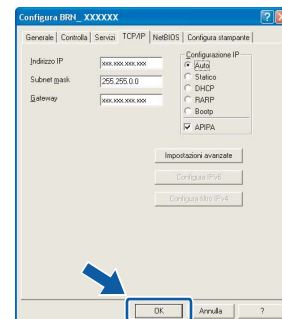 Configura BRN_ XXXXXX
Generale Controlla Servizi TCP/IP NetBIOS Configura stampante
Indirizzo IP xxx.xxx.xxx.xxx
Subnet mask 255.255.0.0
Gateway xxx.xxx.xxx.xxx
Configurazione IP
Auto
Statico
DHCP
RARP
Bootp
APIPA
Impostazioni avanzate
Configura IPv6
Configura filtro IPv4
OK Annulla ?